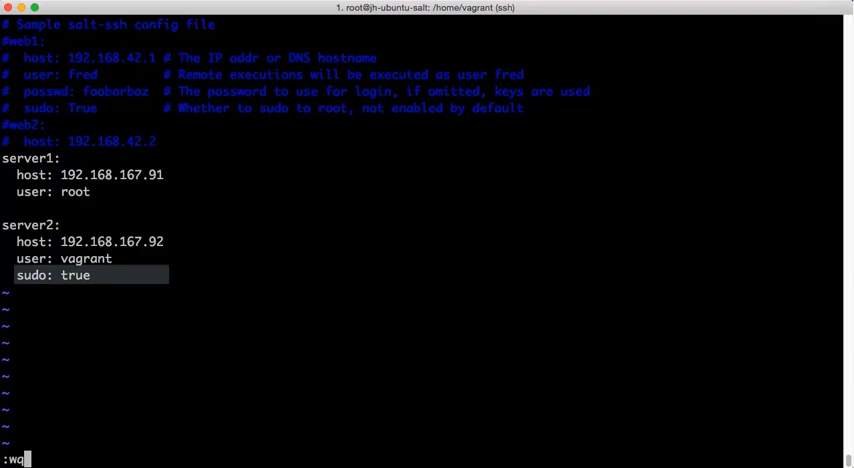 1. root@jh-ubuntu-salt: /home/vagrant (ssh)
# Sample salt-ssh config file
#web1:
#  host: 192.168.42.1 # The IP addr or DNS hostname
#  user: fred         # Remote executions will be executed as user fred
#  passwd: foobarbaz  # The password to use for login, if omitted, keys are used
#  sudo: True         # Whether to sudo to root, not enabled by default
#web2:
#  host: 192.168.42.2
server1:
  host: 192.168.167.91
  user: root

server2:
  host: 192.168.167.92
  user: vagrant
  sudo: true
~
~
~
~
~
~
~
~
~
~
:wq